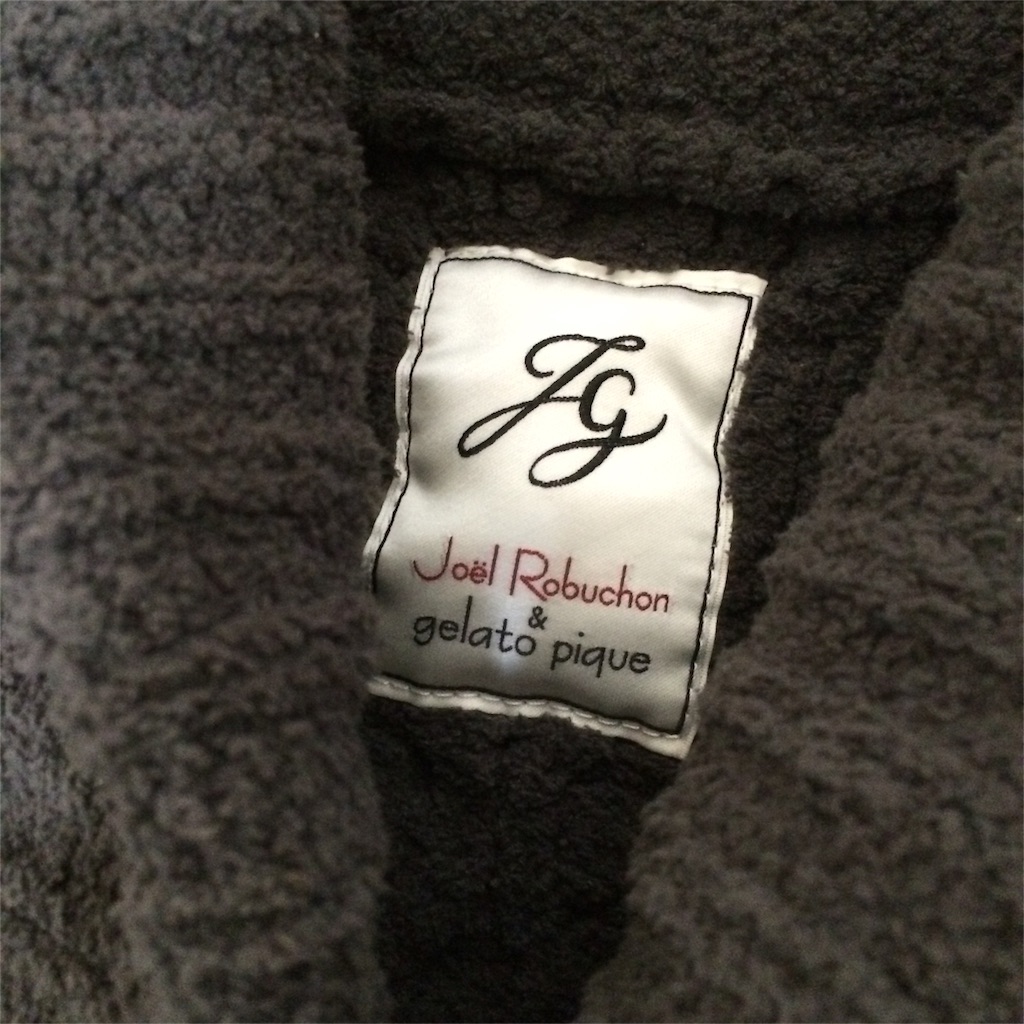 JG
Joël Robuchon
&
gelato pique